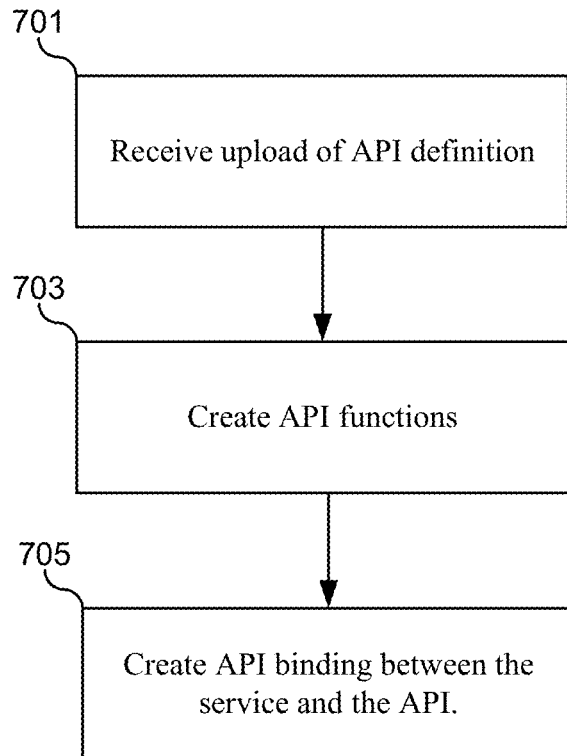 701
Receive upload of API definition
703
Create API functions
705
Create API binding between the
service and the API.